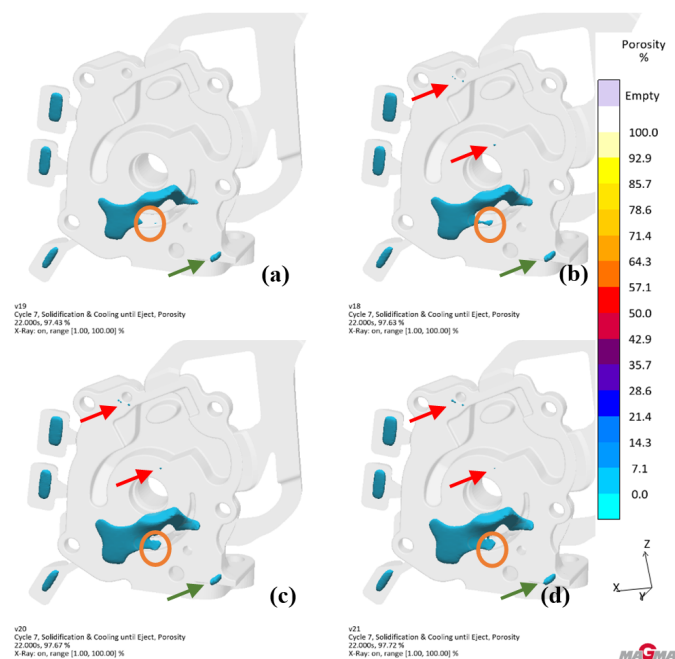 (a)
v19
Cycle 7, Solidification & Cooling until Eject, Porosity
22.000s, 97.43 %
X-Ray: on, range [1.00, 100.00] %
(b)
v18
Cycle 7, Solidification & Cooling until Eject, Porosity
22.000s, 97.63 %
X-Ray: on, range [1.00, 100.00] %
Porosity
%
Empty
100.0
92.9
85.7
78.6
71.4
64.3
57.1
50.0
42.9
35.7
28.6
21.4
14.3
7.1
0.0
(c)
v20
Cycle 7, Solidification & Cooling until Eject, Porosity
22.000s, 97.67 %
X-Ray: on, range [1.00, 100.00] %
(d)
v21
Cycle 7, Solidification & Cooling until Eject, Porosity
22.000s, 97.72 %
X-Ray: on, range [1.00, 100.00] %
Z
X
Y
MAGMA